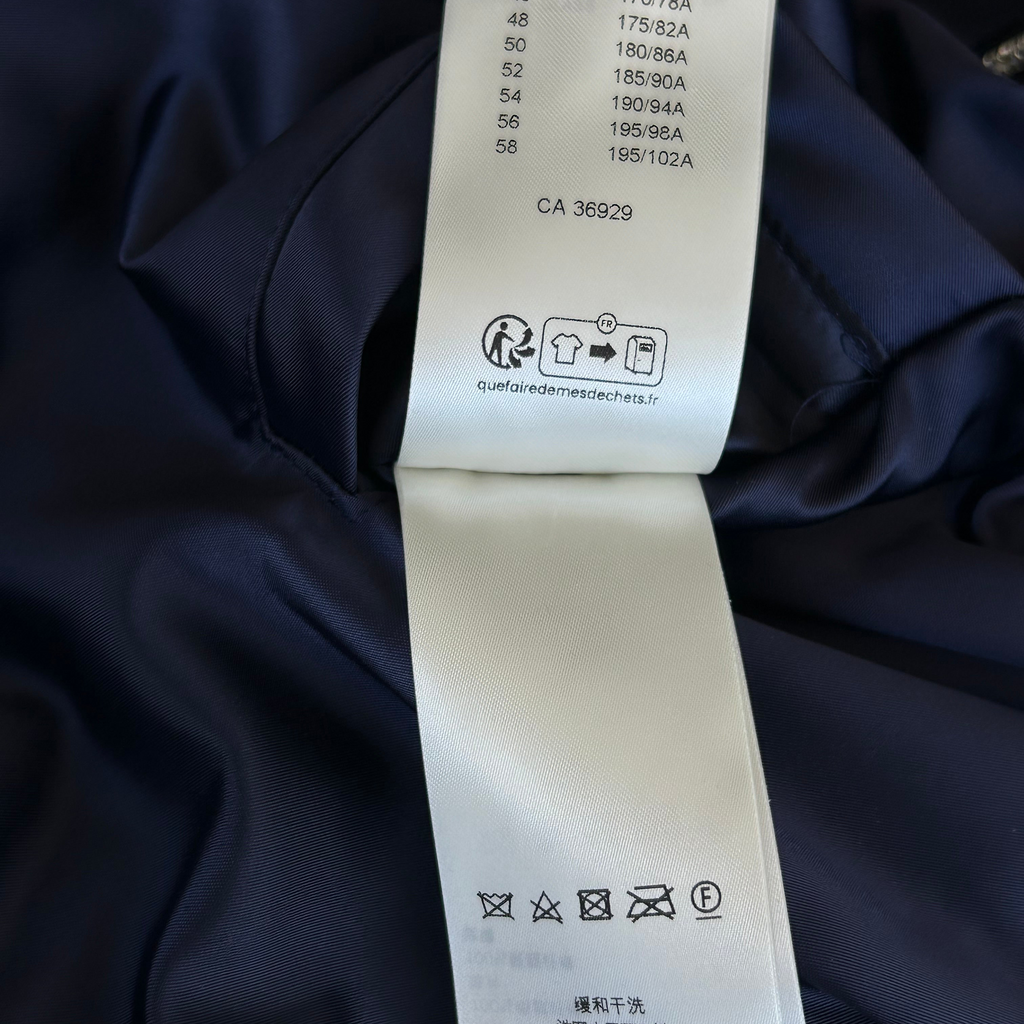 48 175/82A
50 180/86A
52 185/90A
54 190/94A
56 195/98A
58 195/102A
CA 36929
FR
quefairedemesdechets.fr
F
缓和干洗